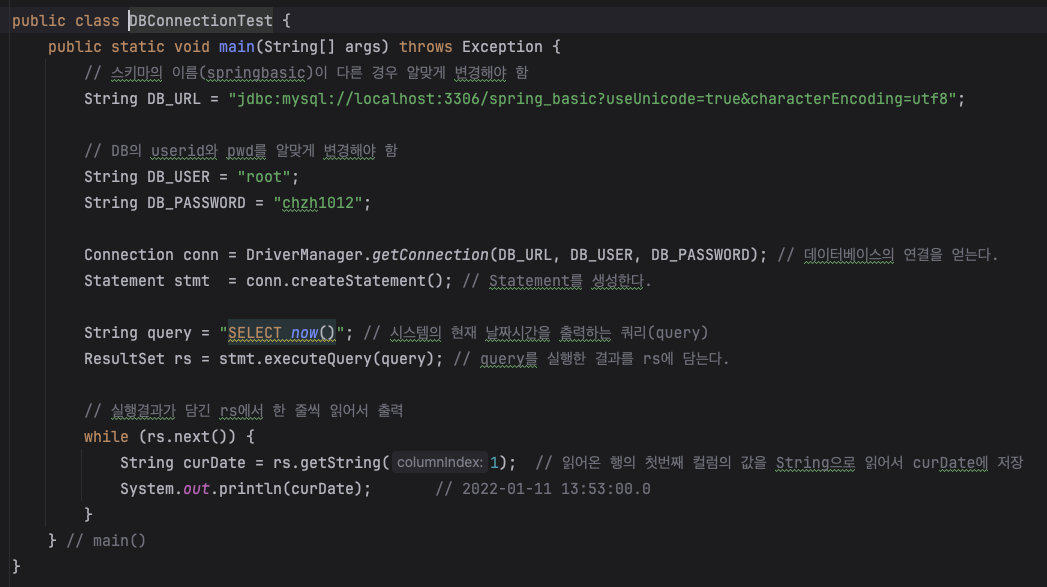 public class DBConnectionTest {
public static void main(String[] args) throws Exception {
// 스키마의 이름(springbasic)이 다른 경우 알맞게 변경해야 함
String DB_URL = "jdbc:mysql://localhost:3306/spring_basic?useUnicode=true&characterEncoding=utf8";
// DB의 userid와 pwd를 알맞게 변경해야 함
String DB_USER = "root";
String DB_PASSWORD = "chzh1012";
Connection conn = DriverManager.getConnection(DB_URL, DB_USER, DB_PASSWORD); // 데이터베이스의 연결을 얻는다.
Statement stmt  = conn.createStatement(); // Statement를 생성한다.
String query = "SELECT now()"; // 시스템의 현재 날짜시간을 출력하는 쿼리(query)
ResultSet rs = stmt.executeQuery(query); // query를 실행한 결과를 rs에 담는다.
// 실행결과가 담긴 rs에서 한 줄씩 읽어서 출력
while (rs.next()) {
String curDate = rs.getString( columnIndex: 1);  // 읽어온 행의 첫번째 컬럼의 값을 String으로 읽어서 curDate에 저장
System.out.println(curDate);       // 2022-01-11 13:53:00.0
}
} // main()
}